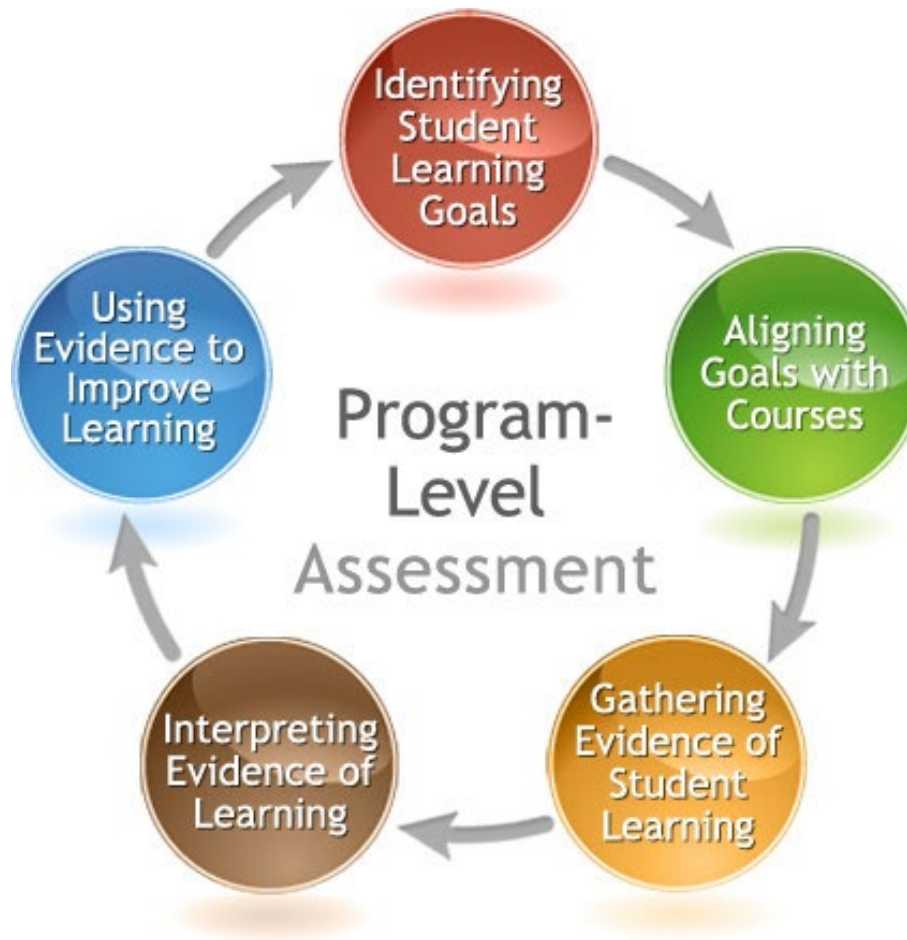 Identifying
Student
Learning
Goals
Aligning
Goals with
Courses
Gathering
Evidence of
Student
Learning
Interpreting
Evidence of
Learning
Using
Evidence to
Improve
Learning
Program-
Level
Assessment